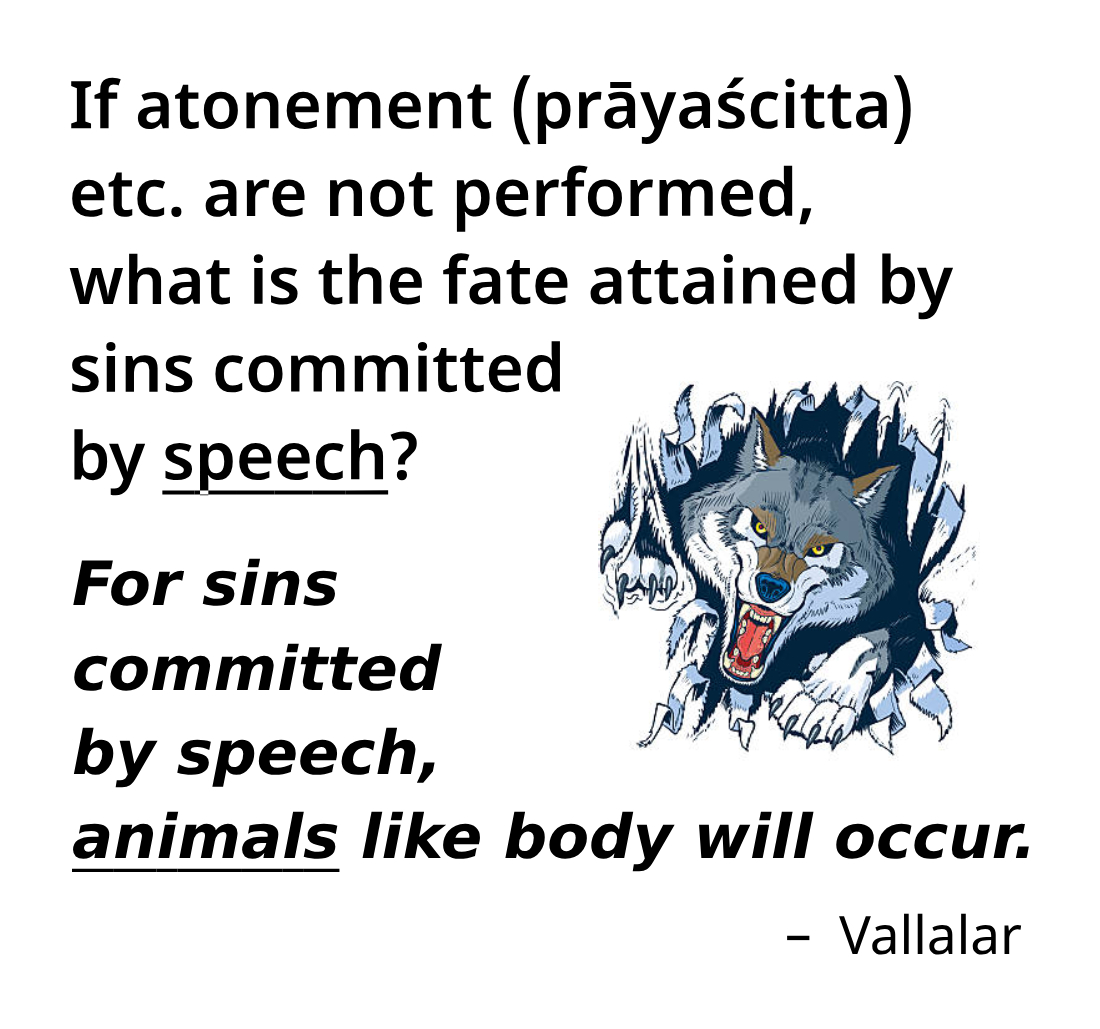 If atonement (prāyaścitta)
etc. are not performed,
what is the fate attained by
sins committed
by speech?
For sins
committed
by speech,
animals like body will occur.
– Vallalar